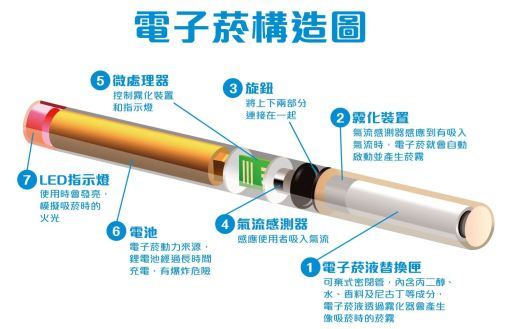 電子菸構造圖
5 微處理器
控制霧化裝置
和指示燈
3 旋鈕
將上下兩部分
連接在一起
2 霧化裝置
氣流感測器感應到有吸入
氣流時，電子菸就會自動
啟動並產生菸霧
7 LED指示燈
使用時會發亮，
模擬吸菸時的
火光
6 電池
電子菸動力來源，
鋰電池經過長時間
充電，有爆炸危險
4 氣流感測器
感應使用者吸入氣流
1 電子菸液替換匣
可棄式密閉管，內含丙二醇、
水、香料及尼古丁等成分，
電子菸液透過霧化器會產生
像吸菸時的菸霧